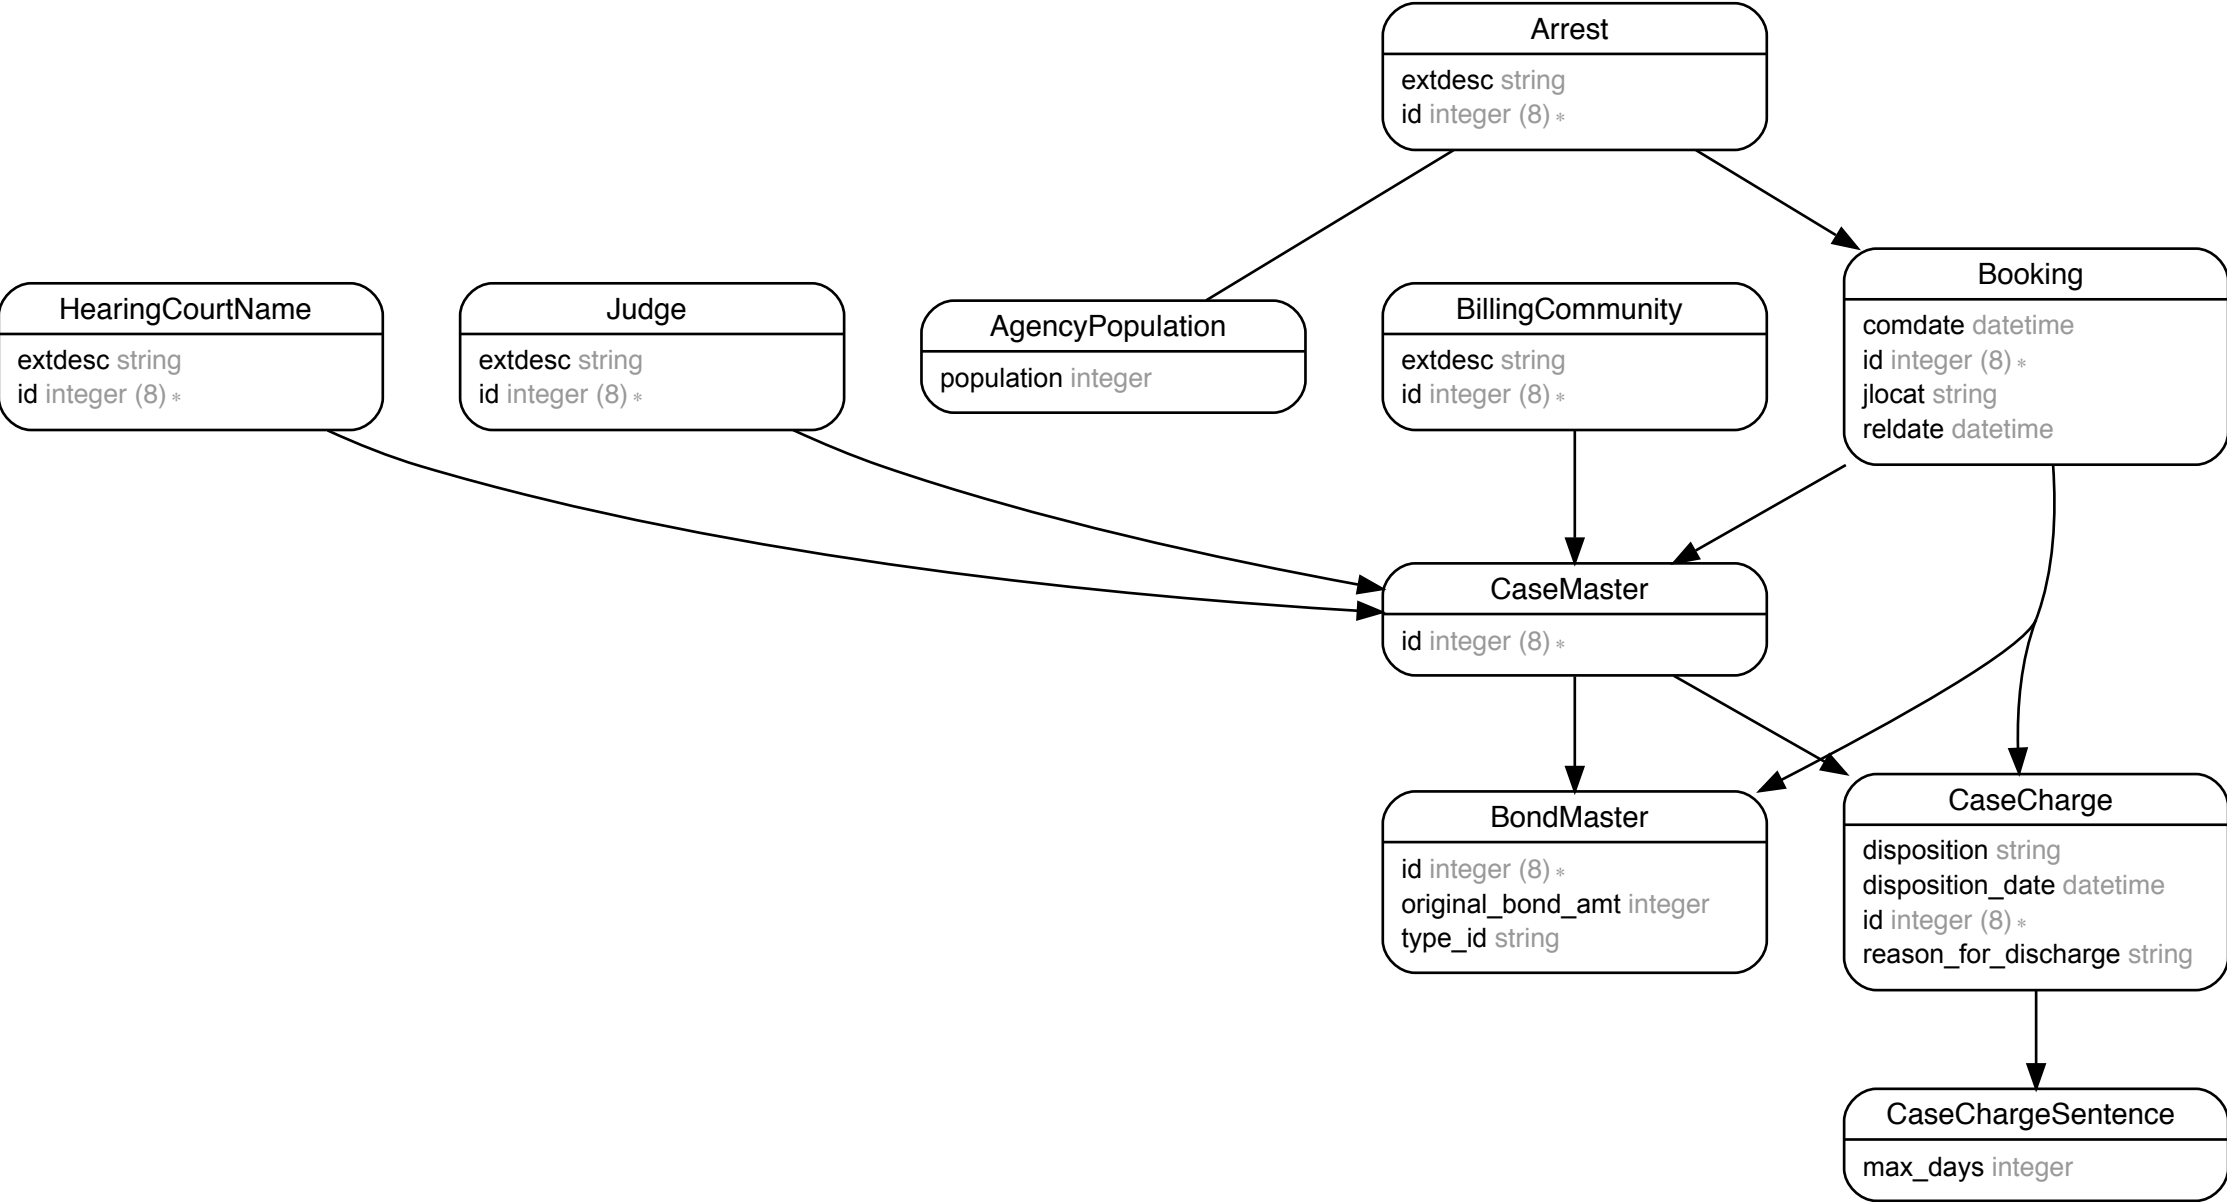 Arrest
extdesc string
id integer (8) *
HearingCourtName
extdesc string
id integer (8) *
Judge
extdesc string
id integer (8) *
AgencyPopulation
population integer
BillingCommunity
extdesc string
id integer (8) *
Booking
comdate datetime
id integer (8) *
jlocat string
reldate datetime
CaseMaster
id integer (8) *
BondMaster
id integer (8) *
original_bond_amt integer
type_id string
CaseCharge
disposition string
disposition_date datetime
id integer (8) *
reason_for_discharge string
CaseChargeSentence
max_days integer